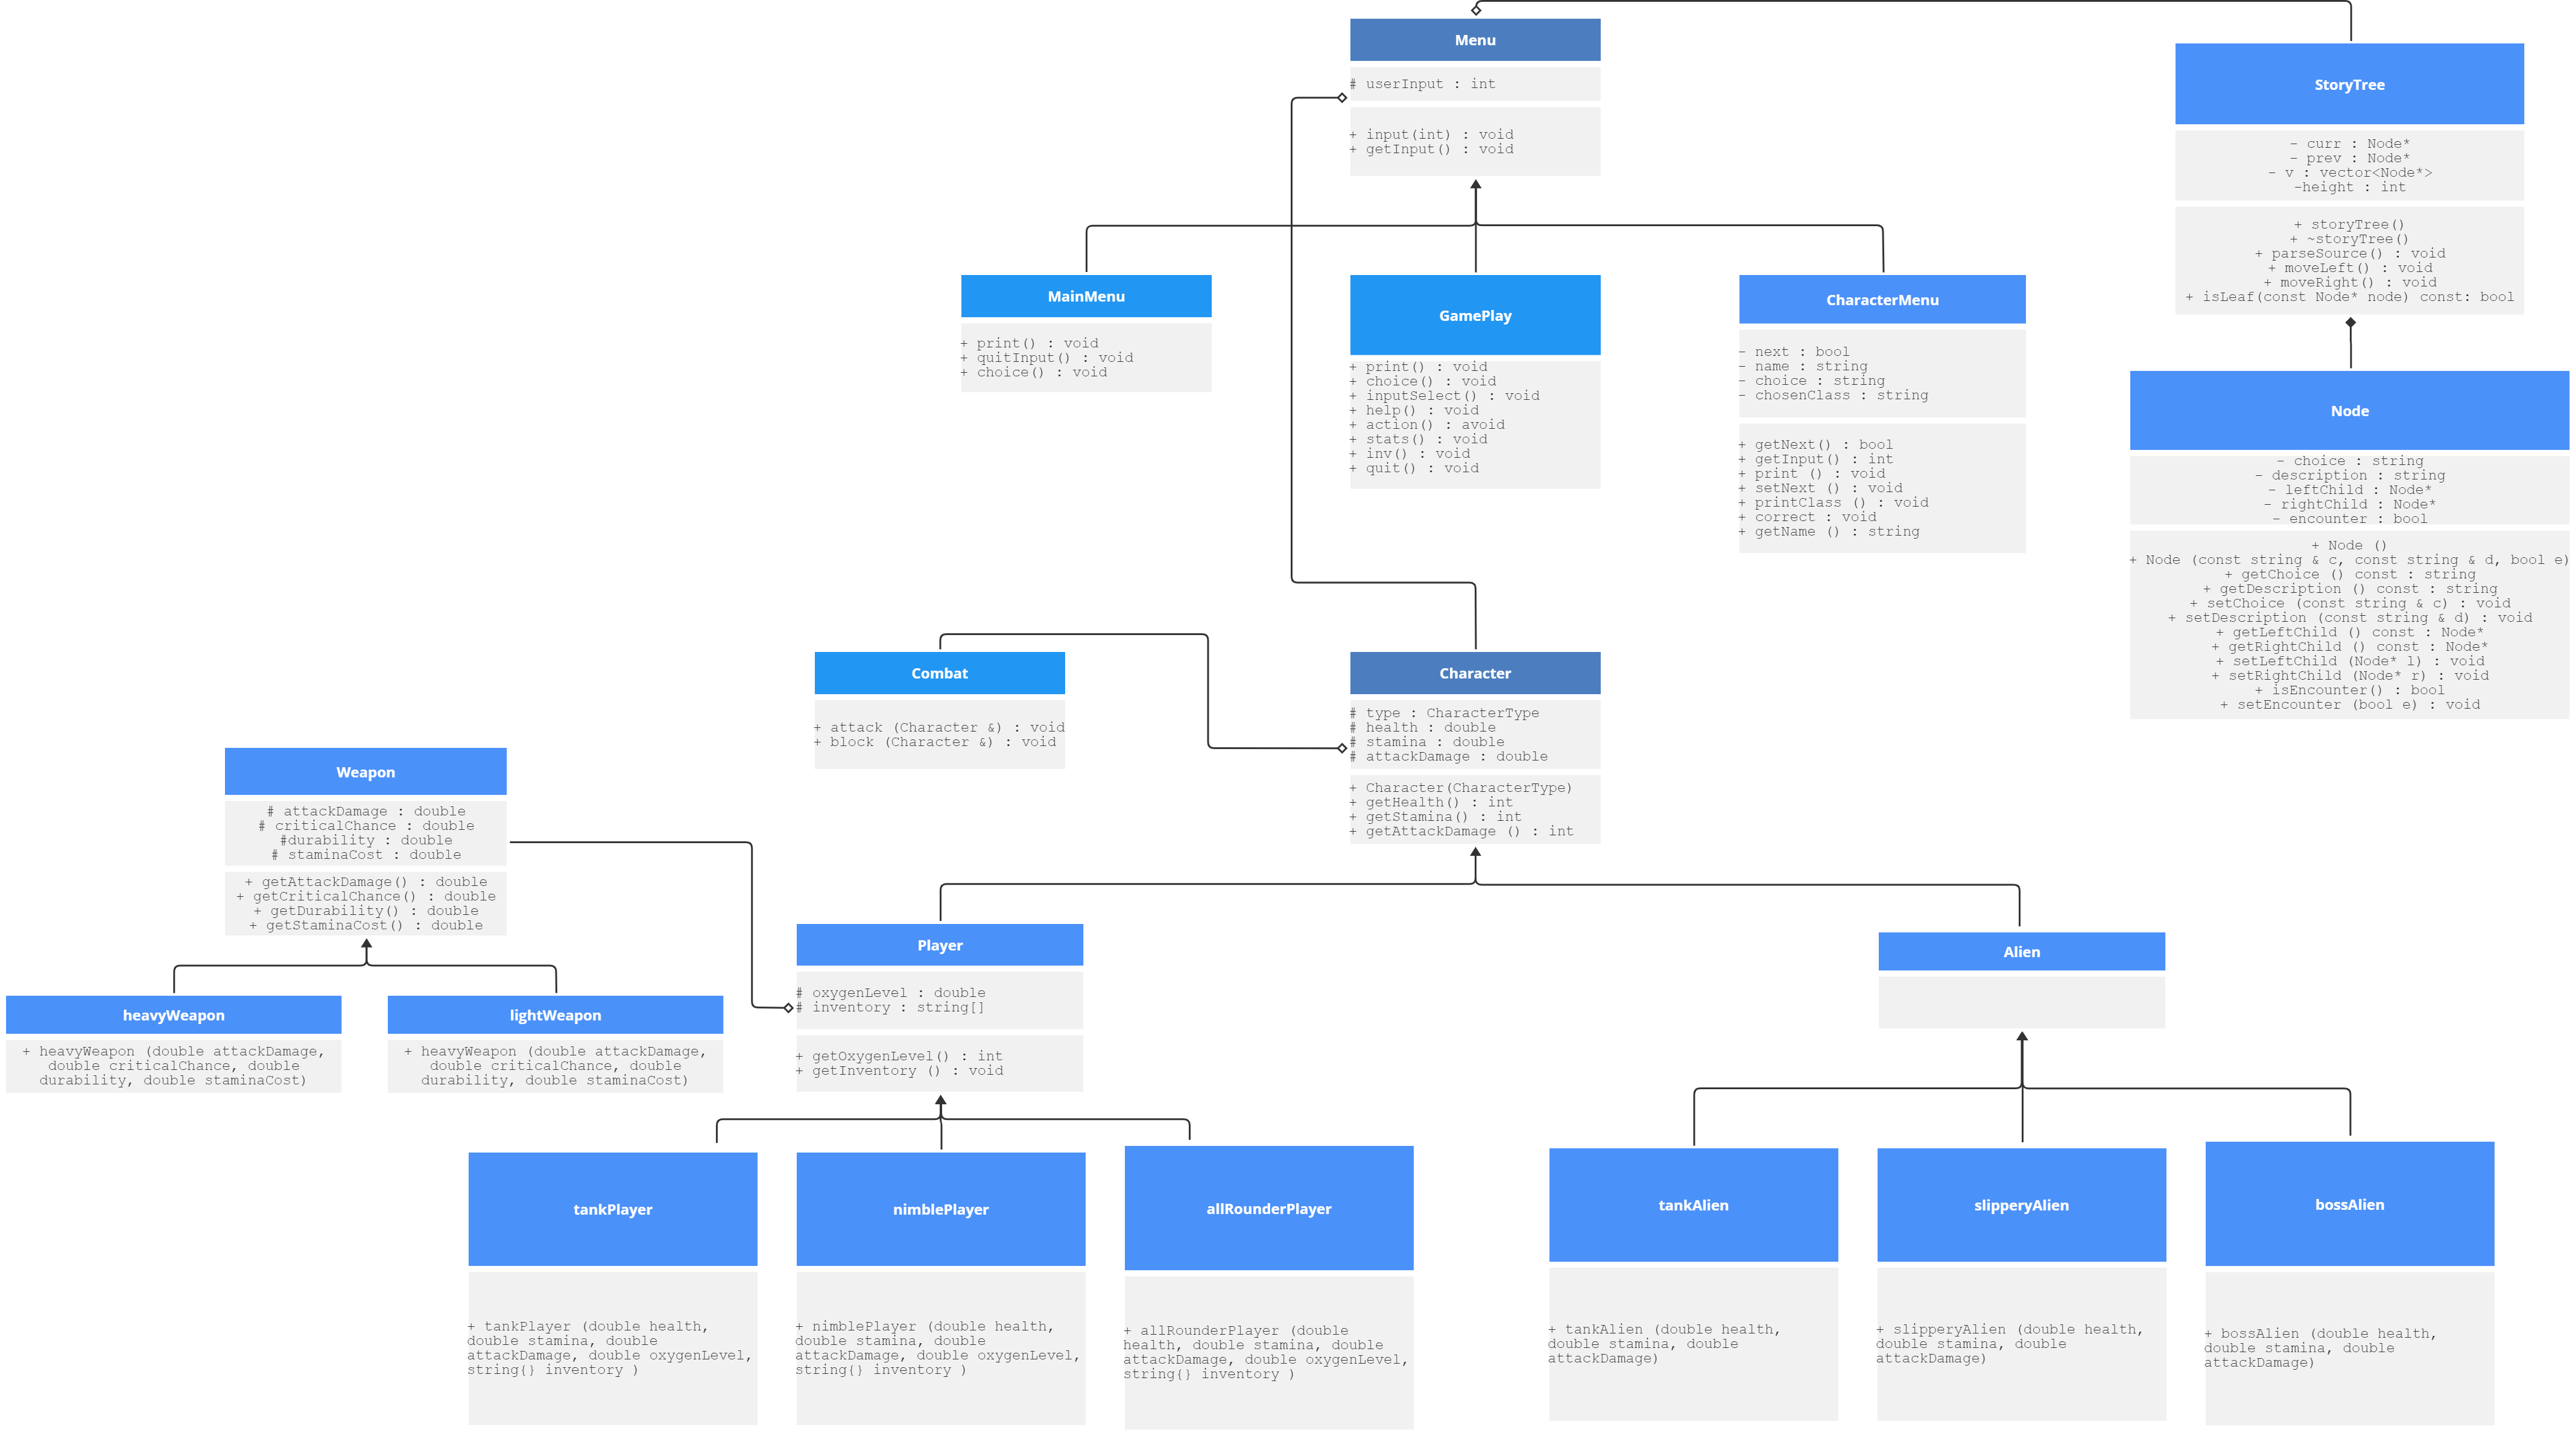 Menu
# userInput : int
+ input(int) : void
+ getInput() : void
StoryTree
- curr : Node*
- prev : Node*
- v : vector<Node*>
-height : int
+ storyTree()
+ ~storyTree()
+ parseSource() : void
+ moveLeft() : void
+ moveRight() : void
+ isLeaf(const Node* node) const: bool
MainMenu
+ print() : void
+ quitInput() : void
+ choice() : void
GamePlay
+ print() : void
+ choice() : void
+ inputSelect() : void
+ help() : void
+ action() : avoid
+ stats() : void
+ inv() : void
+ quit() : void
CharacterMenu
- next : bool
- name : string
- choice : string
- chosenClass : string
+ getNext() : bool
+ getInput() : int
+ print () : void
+ setNext () : void
+ printClass () : void
+ correct : void
+ getName () : string
Node
- choice : string
- description : string
- leftChild : Node*
- rightChild : Node*
- encounter : bool
+ Node ()
+ Node (const string & c, const string & d, bool e)
+ getChoice () const : string
+ getDescription () const : string
+ setChoice (const string & c) : void
+ setDescription (const string & d) : void
+ getLeftChild () const : Node*
+ getRightChild () const : Node*
+ setLeftChild (Node* l) : void
+ setRightChild (Node* r) : void
+ isEncounter() : bool
+ setEncounter (bool e) : void
Combat
+ attack (Character &) : void
+ block (Character &) : void
Character
# type : CharacterType
# health : double
# stamina : double
# attackDamage : double
+ Character(CharacterType)
+ getHealth() : int
+ getStamina() : int
+ getAttackDamage () : int
Weapon
# attackDamage : double
# criticalChance : double
#durability : double
# staminaCost : double
+ getAttackDamage() : double
+ getCriticalChance() : double
+ getDurability() : double
+ getStaminaCost() : double
heavyWeapon
+ heavyWeapon (double attackDamage,
double criticalChance, double
durability, double staminaCost)
lightWeapon
+ heavyWeapon (double attackDamage,
double criticalChance, double
durability, double staminaCost)
Player
# oxygenLevel : double
# inventory : string[]
+ getOxygenLevel() : int
+ getInventory () : void
Alien
tankPlayer
+ tankPlayer (double health,
double stamina, double
attackDamage, double oxygenLevel,
string{} inventory )
nimblePlayer
+ nimblePlayer (double health,
double stamina, double
attackDamage, double oxygenLevel,
string{} inventory )
allRounderPlayer
+ allRounderPlayer (double
health, double stamina, double
attackDamage, double oxygenLevel,
string{} inventory )
tankAlien
+ tankAlien (double health,
double stamina, double
attackDamage)
slipperyAlien
+ slipperyAlien (double health,
double stamina, double
attackDamage)
bossAlien
+ bossAlien (double health,
double stamina, double
attackDamage)